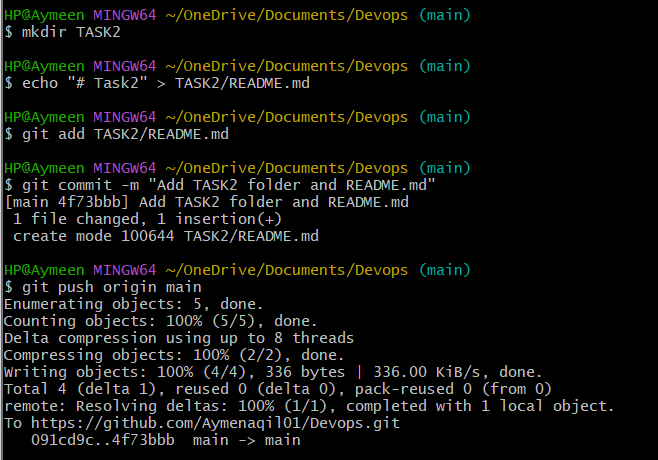 HP@Aymeen MINGW64 ~/OneDrive/Documents/Devops (main)
$ mkdir TASK2
HP@Aymeen MINGW64 ~/OneDrive/Documents/Devops (main)
$ echo "# Task2" > TASK2/README.md
HP@Aymeen MINGW64 ~/OneDrive/Documents/Devops (main)
$ git add TASK2/README.md
HP@Aymeen MINGW64 ~/OneDrive/Documents/Devops (main)
$ git commit -m "Add TASK2 folder and README.md"
[main 4f73bbb] Add TASK2 folder and README.md
 1 file changed, 1 insertion(+)
 create mode 100644 TASK2/README.md
HP@Aymeen MINGW64 ~/OneDrive/Documents/Devops (main)
$ git push origin main
Enumerating objects: 5, done.
Counting objects: 100% (5/5), done.
Delta compression using up to 8 threads
Compressing objects: 100% (2/2), done.
Writing objects: 100% (4/4), 336 bytes | 336.00 KiB/s, done.
Total 4 (delta 1), reused 0 (delta 0), pack-reused 0 (from 0)
remote: Resolving deltas: 100% (1/1), completed with 1 local object.
To https://github.com/Aymenaqil01/Devops.git
   091cd9c..4f73bbb  main -> main